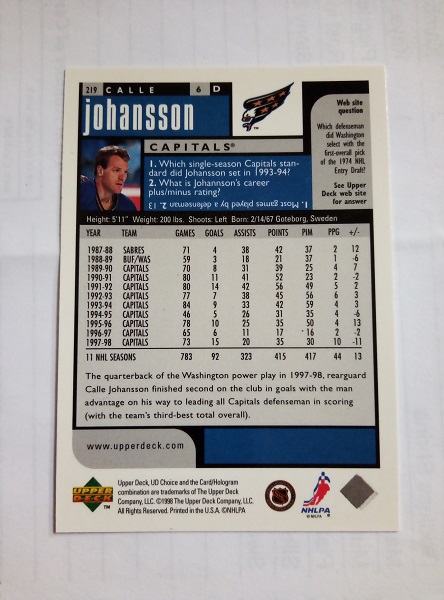 219 CALLE 6 D
johansson
CAPITALS®
1. Which single-season Capitals stan-
dard did Johansson set in 1993-94?
2. What is Johannson's career
plus/minus rating?
1. Most games played by a defenseman 2. 13
Web site
question
Which defenseman
did Washington
select with the
first-overall pick
of the 1974 NHL
Entry Draft?
See Upper
Deck web site
for answer
Height: 5'11" Weight: 200 lbs. Shoots: Left Born: 2/14/67 Goteborg, Sweden
YEAR TEAM GAMES GOALS ASSISTS POINTS PIM PPG +/-
1987-88 SABRES 71 4 38 42 37 2 12
1988-89 BUF/WAS 59 3 18 21 37 1 -6
1989-90 CAPITALS 70 8 31 39 25 4 7
1990-91 CAPITALS 80 11 41 52 23 2 -2
1991-92 CAPITALS 80 14 42 56 49 5 2
1992-93 CAPITALS 77 7 38 45 56 6 3
1993-94 CAPITALS 84 9 33 42 59 4 3
1994-95 CAPITALS 46 5 26 31 35 4 -6
1995-96 CAPITALS 78 10 25 35 50 4 13
1996-97 CAPITALS 65 6 11 17 16 2 -2
1997-98 CAPITALS 73 15 20 35 30 10 -11
11 NHL SEASONS 783 92 323 415 417 44 13
The quarterback of the Washington power play in 1997-98, rearguard
Calle Johansson finished second on the club in goals with the man
advantage on his way to leading all Capitals defenseman in scoring
(with the team's third-best total overall).
www.upperdeck.com
UPPER
DECK
™
Upper Deck, UD Choice and the Card/Hologram
combination are trademarks of The Upper Deck
Company, LLC. ©1998 The Upper Deck Company, LLC.
All Rights Reserved. Printed in the U.S.A. ©NHLPA
NHL
NHLPA
©NHLPA